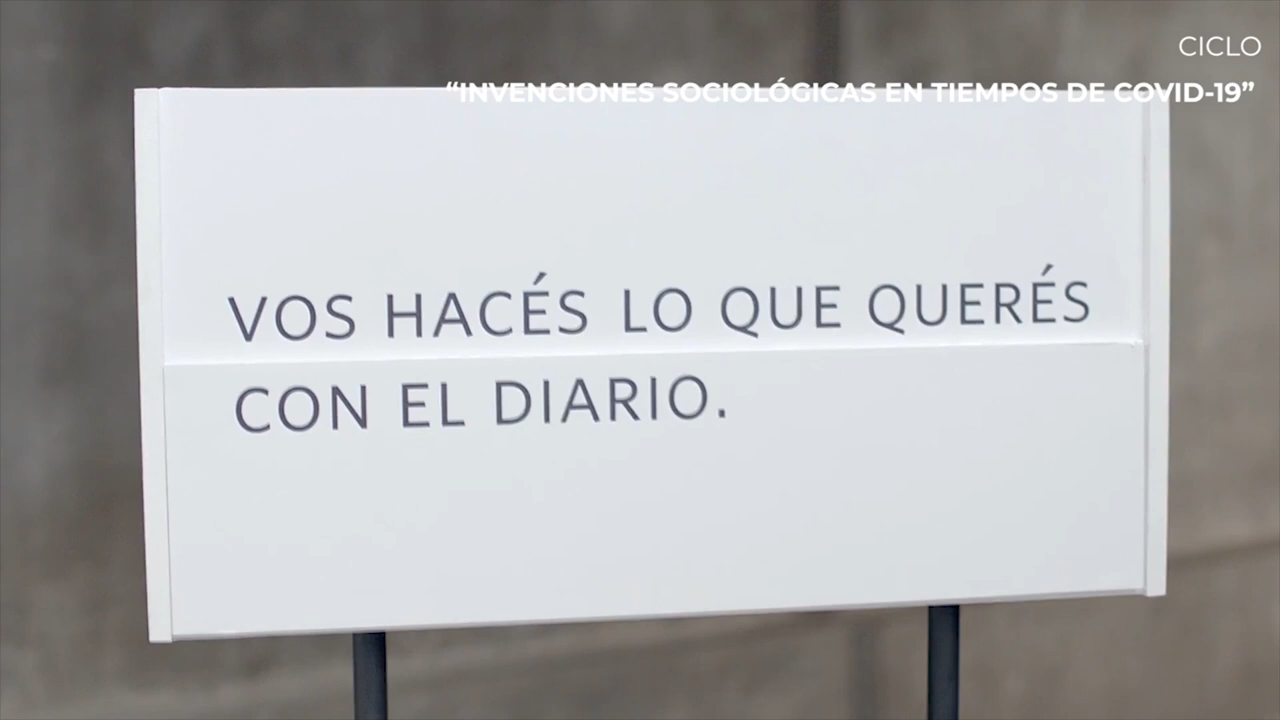 CICLO
“INVENCIONES SOCIOLÓGICAS EN TIEMPOS DE COVID-19”
VOS HACÉS LO QUE QUERÉS
CON EL DIARIO.